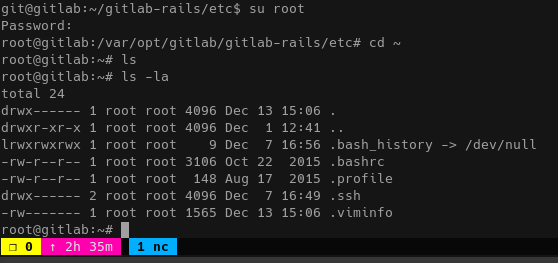 git@gitlab:~/gitlab-rails/etc$ su root
Password:
root@gitlab:/var/opt/gitlab/gitlab-rails/etc# cd ~
root@gitlab:~# ls
root@gitlab:~# ls -la
total 24
drwx------ 1 root root 4096 Dec 13 15:06 .
drwxr-xr-x 1 root root 4096 Dec  1 12:41 ..
lrwxrwxrwx 1 root root    9 Dec  7 16:56 .bash_history -> /dev/null
-rw-r--r-- 1 root root 3106 Oct 22  2015 .bashrc
-rw-r--r-- 1 root root  148 Aug 17  2015 .profile
drwx------ 2 root root 4096 Dec  7 16:49 .ssh
-rw------- 1 root root 1565 Dec 13 15:06 .viminfo
root@gitlab:~#
❐ 0 ↑ 2h 35m 1 nc